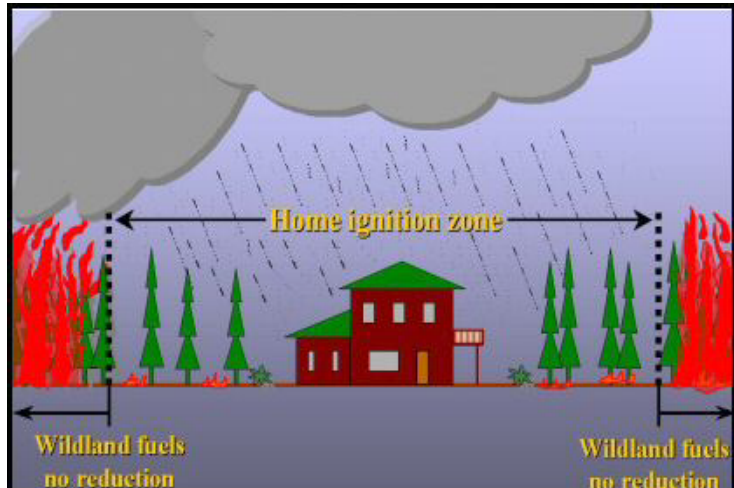 Home ignition zone
Wildland fuels
no reduction
Wildland fuels
no reduction